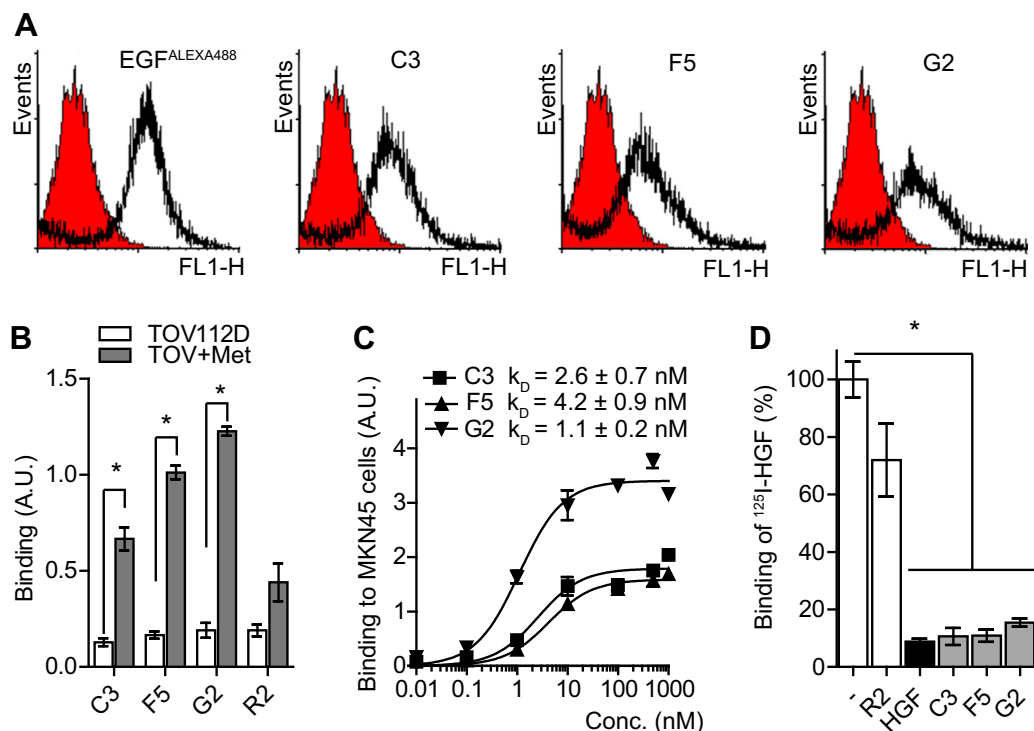 A
EGF^ALEXA488
C3
F5
G2
Events
Events
Events
Events
FL1-H
FL1-H
FL1-H
FL1-H
B
TOV112D
TOV+Met
Binding (A.U.)
1.5
1.0
0.5
0.0
*
*
*
C3
F5
G2
R2
C
C3 k_D = 2.6 ± 0.7 nM
F5 k_D = 4.2 ± 0.9 nM
G2 k_D = 1.1 ± 0.2 nM
Binding to MKN45 cells (A.U.)
4
3
2
1
0
0.01 0.1 1 10 100 1000
Conc. (nM)
D
*
Binding of ¹²⁵I-HGF (%)
100
80
60
40
20
0
-
R2
HGF
C3
F5
G2